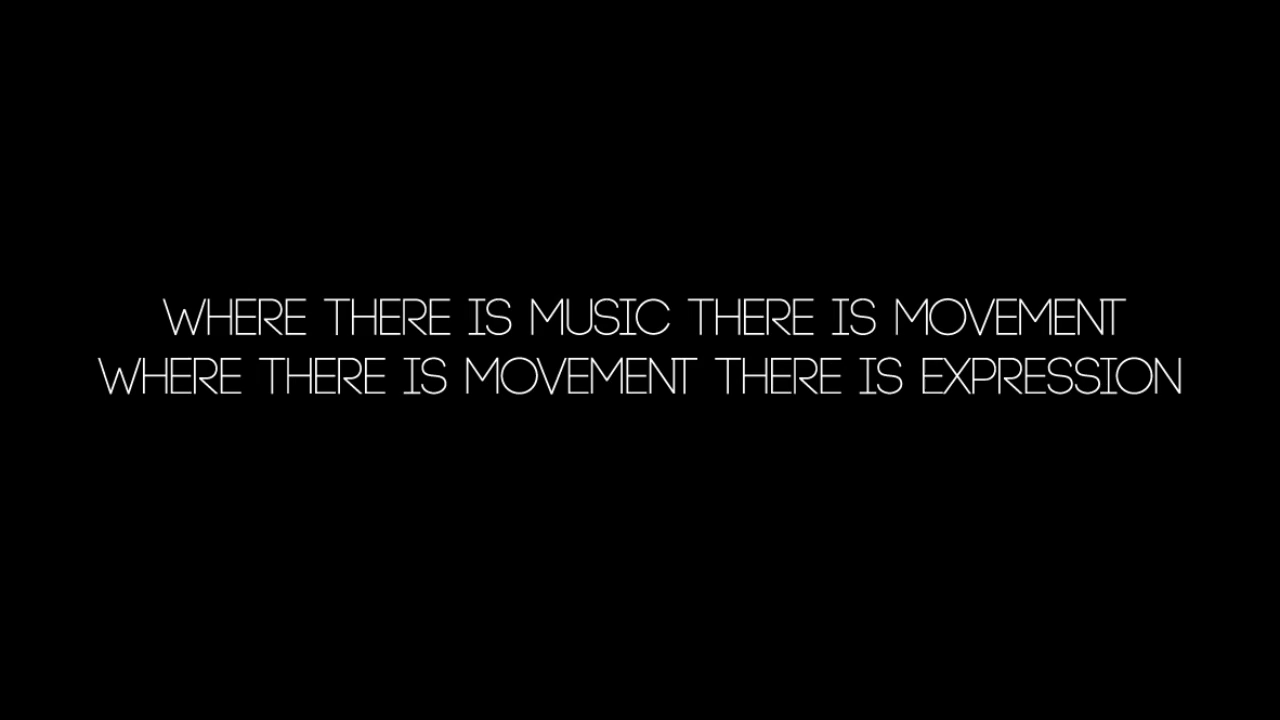 WHERE THERE IS MUSIC THERE IS MOVEMENT
WHERE THERE IS MOVEMENT THERE IS EXPRESSION